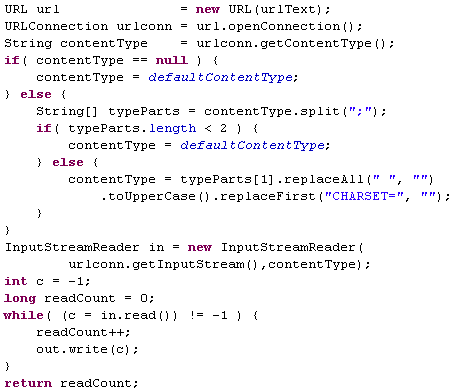 URL url               = new URL(urlText);
URLConnection urlconn = url.openConnection();
String contentType    = urlconn.getContentType();
if( contentType == null ) {
    contentType = defaultContentType;
} else {
    String[] typeParts = contentType.split(";");
    if( typeParts.length < 2 ) {
        contentType = defaultContentType;
    } else {
        contentType = typeParts[1].replaceAll(" ", "")
            .toUpperCase().replaceFirst("CHARSET=", "");
    }
}
InputStreamReader in = new InputStreamReader(
        urlconn.getInputStream(),contentType);
int c = -1;
long readCount = 0;
while( (c = in.read()) != -1 ) {
    readCount++;
    out.write(c);
}
return readCount;